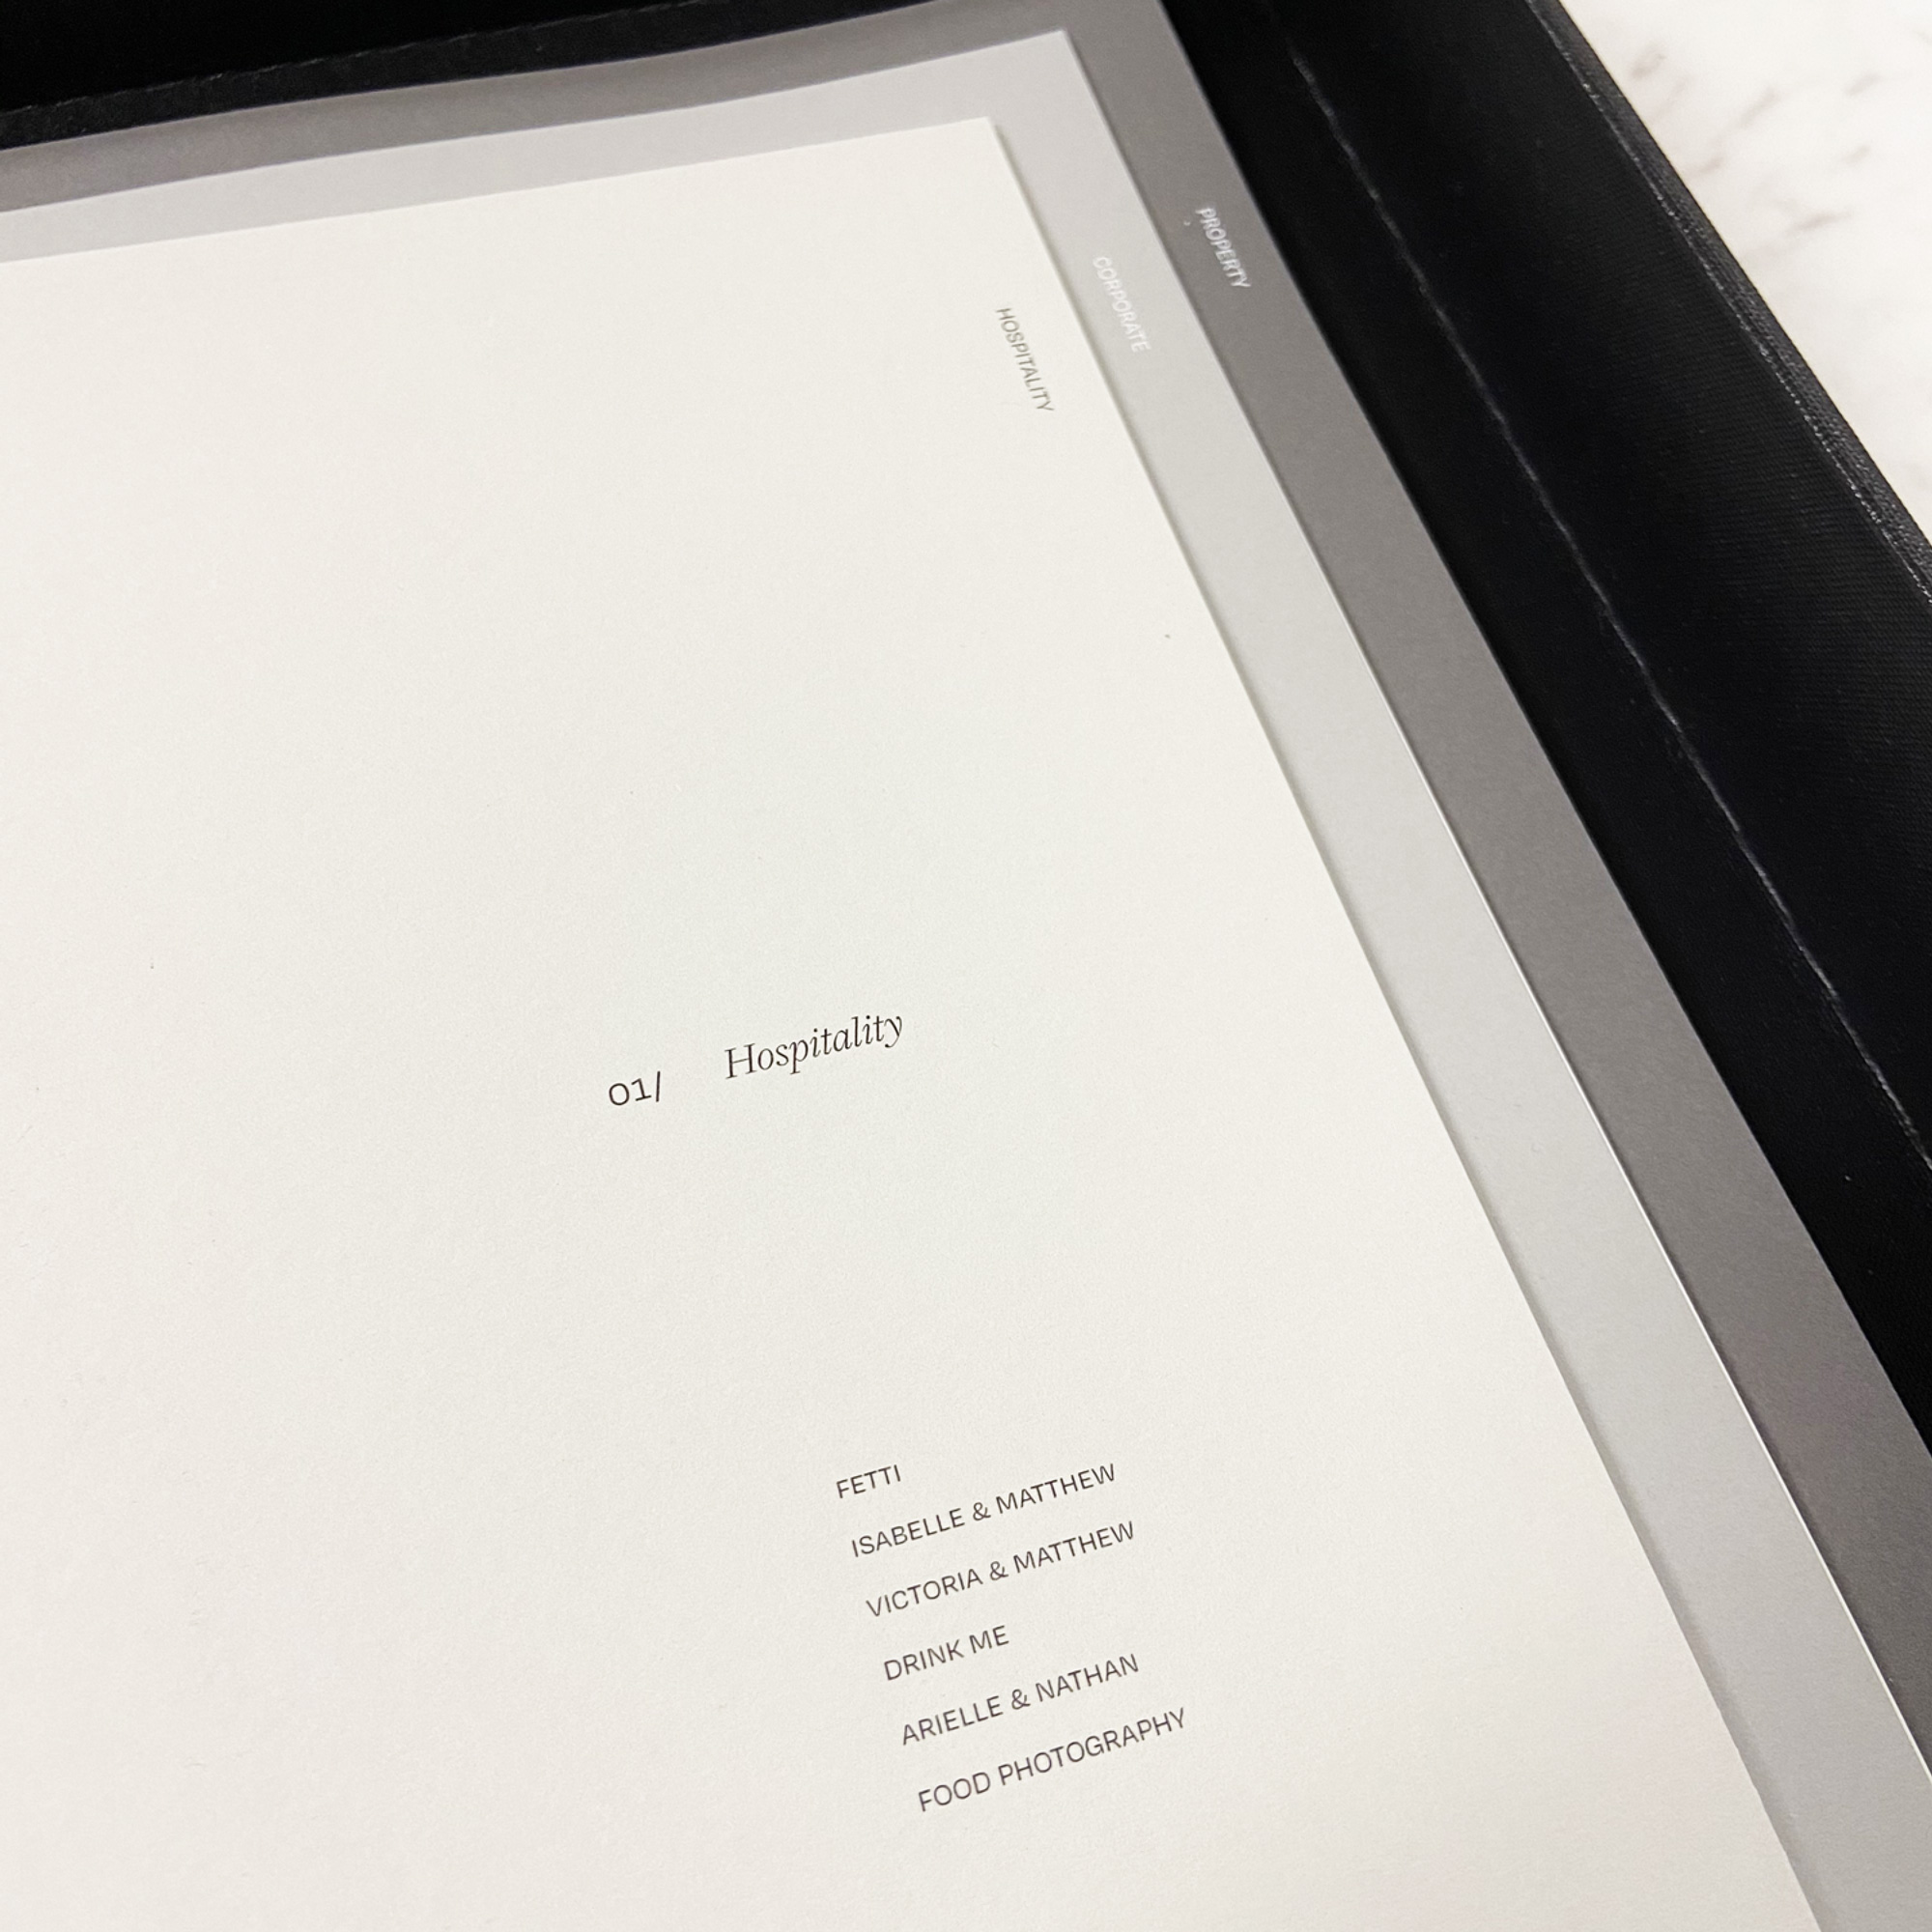 PROPERTY
CORPORATE
HOSPITALITY
01/ Hospitality
FETTI
ISABELLE & MATTHEW
VICTORIA & MATTHEW
DRINK ME
ARIELLE & NATHAN
FOOD PHOTOGRAPHY